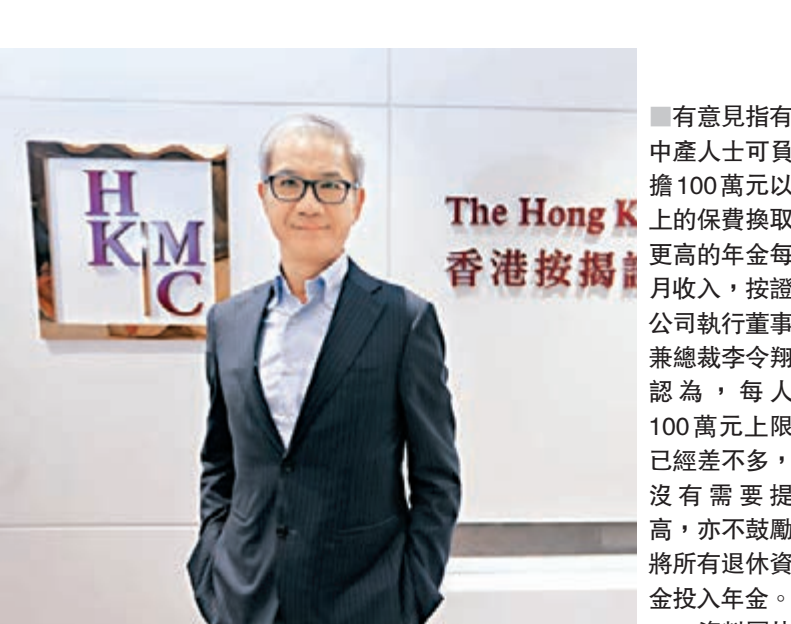 H
K M
C
The Hong K
香港按揭
■有意見指有
中產人士可負
擔100萬元以
上的保費換取
更高的年金每
月收入，按證
公司執行董事
兼總裁李令翔
認為，每人
100萬元上限
已經差不多，
沒有需要提
高，亦不鼓勵
將所有退休資
金投入年金。